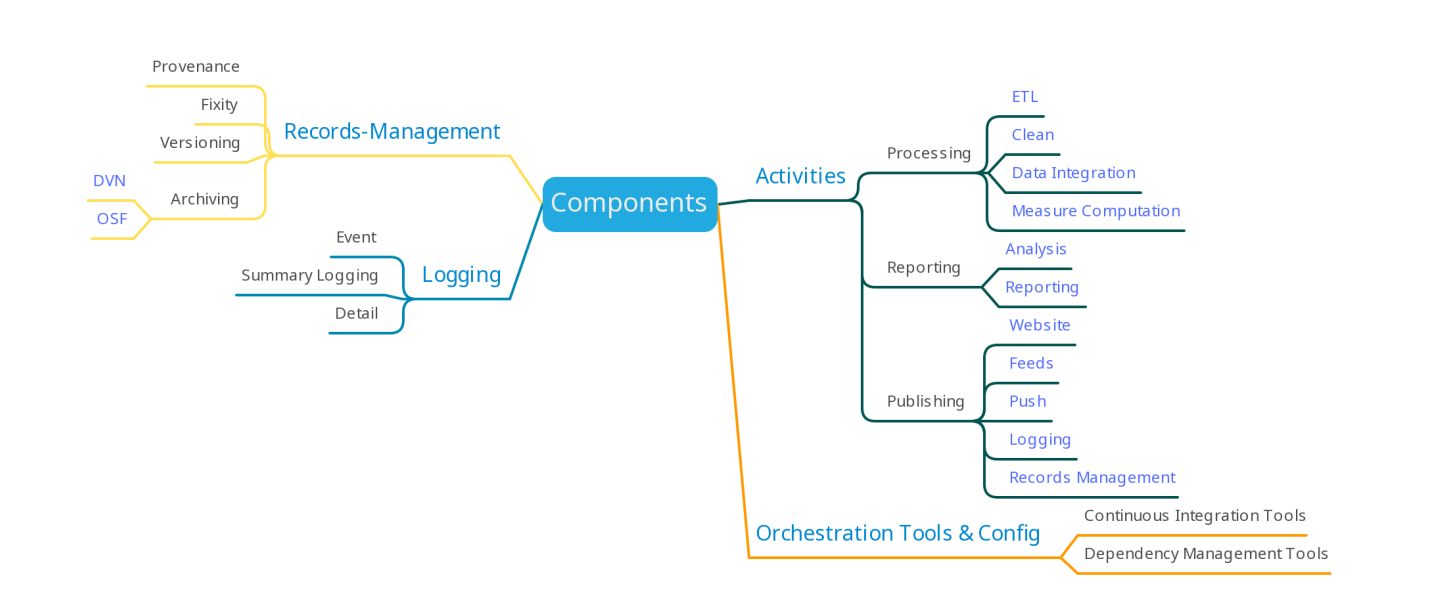 Components
Records-Management
Provenance
Fixity
Versioning
Archiving
DVN
OSF
Logging
Event
Summary Logging
Detail
Activities
Processing
ETL
Clean
Data Integration
Measure Computation
Reporting
Analysis
Reporting
Publishing
Website
Feeds
Push
Logging
Records Management
Orchestration Tools & Config
Continuous Integration Tools
Dependency Management Tools